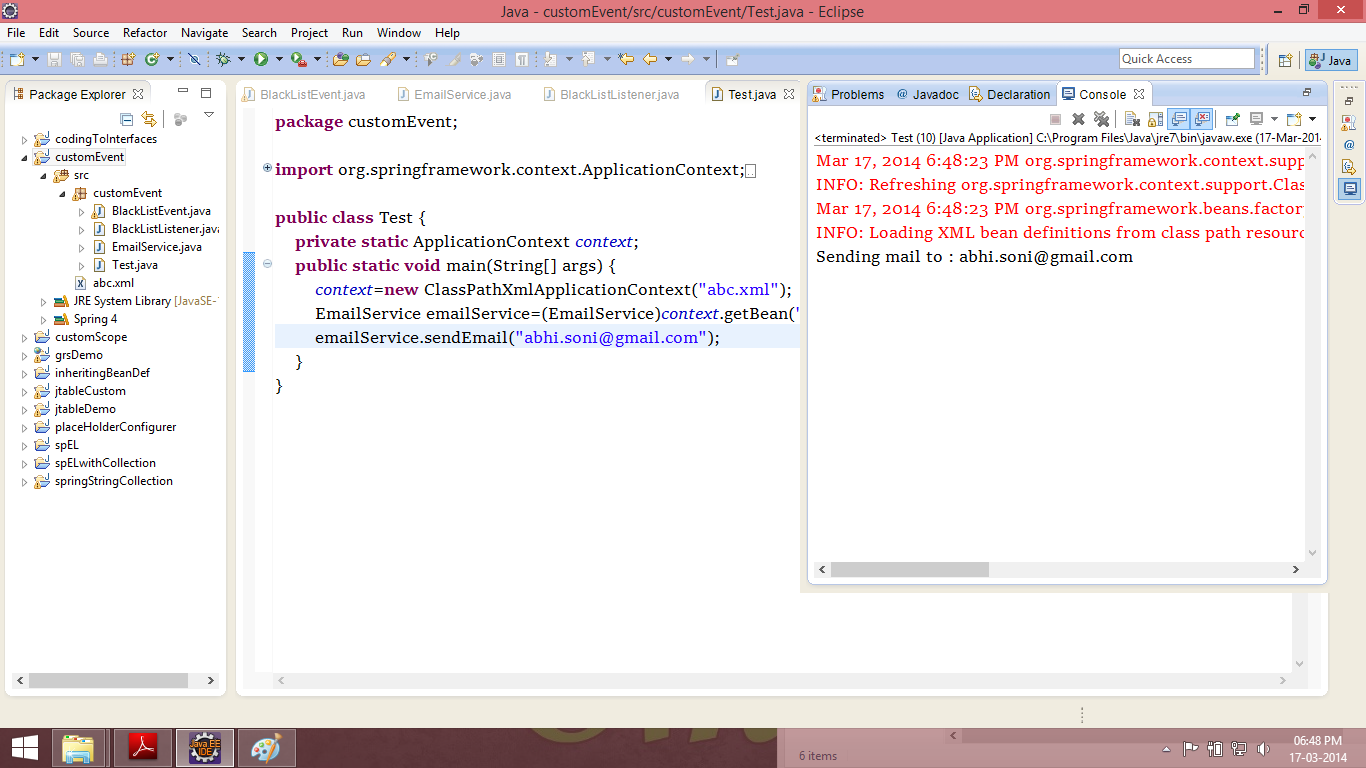 Java - customEvent/src/customEvent/Test.java - Eclipse
File Edit Source Refactor Navigate Search Project Run Window Help
Quick Access
Java
Package Explorer
codingToInterfaces
customEvent
src
customEvent
BlackListEvent.java
BlackListListener.java
EmailService.java
Test.java
abc.xml
JRE System Library [JavaSE-
Spring 4
customScope
grsDemo
inheritingBeanDef
jtableCustom
jtableDemo
placeHolderConfigurer
spEL
spELwithCollection
springStringCollection
BlackListEvent.java EmailService.java BlackListListener.java Test.java
package customEvent;
import org.springframework.context.ApplicationContext;
public class Test {
private static ApplicationContext context;
public static void main(String[] args) {
context=new ClassPathXmlApplicationContext("abc.xml");
EmailService emailService=(EmailService)context.getBean("
emailService.sendEmail("abhi.soni@gmail.com");
}
}
Problems @ Javadoc Declaration Console
<terminated> Test (10) [Java Application] C:\Program Files\Java\jre7\bin\javaw.exe (17-Mar-201
Mar 17, 2014 6:48:23 PM org.springframework.context.supp
INFO: Refreshing org.springframework.context.support.Clas
Mar 17, 2014 6:48:23 PM org.springframework.beans.factor
INFO: Loading XML bean definitions from class path resourc
Sending mail to : abhi.soni@gmail.com
6 items
Java EE
IDE
06:48 PM
17-03-2014